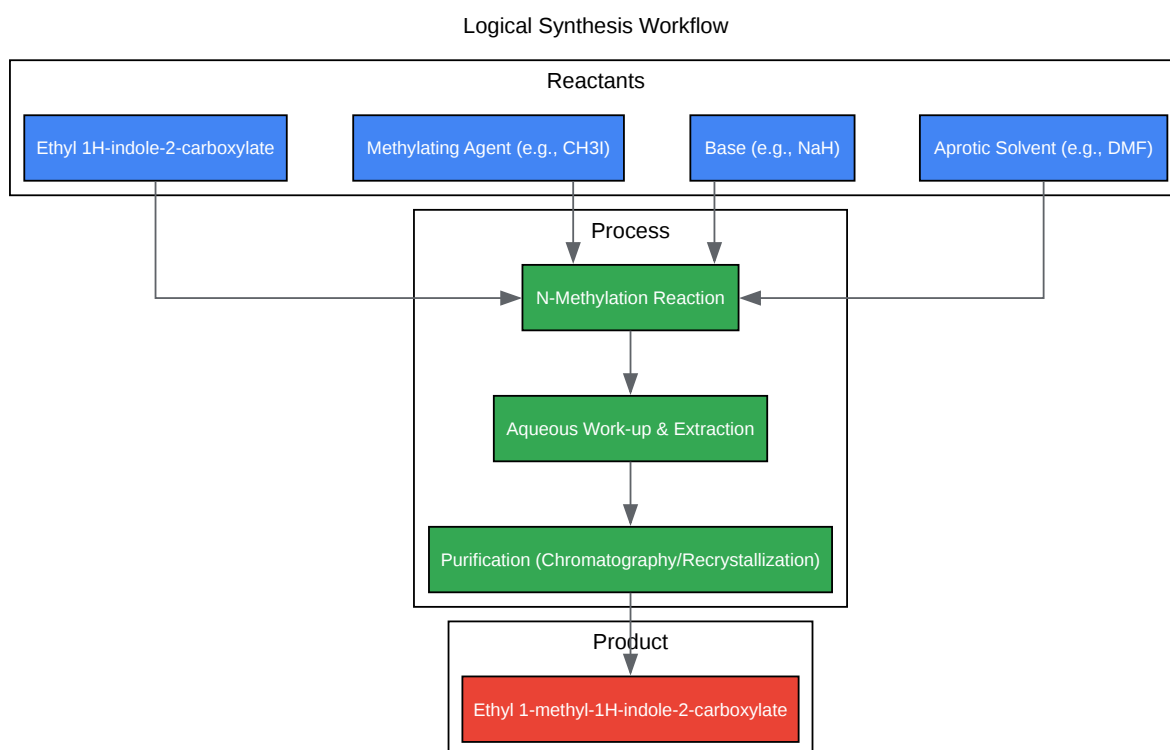 Logical Synthesis Workflow
Reactants
Ethyl 1H-indole-2-carboxylate
Methylating Agent (e.g., CH3I)
Base (e.g., NaH)
Aprotic Solvent (e.g., DMF)
Process
N-Methylation Reaction
Aqueous Work-up & Extraction
Purification (Chromatography/Recrystallization)
Product
Ethyl 1-methyl-1H-indole-2-carboxylate